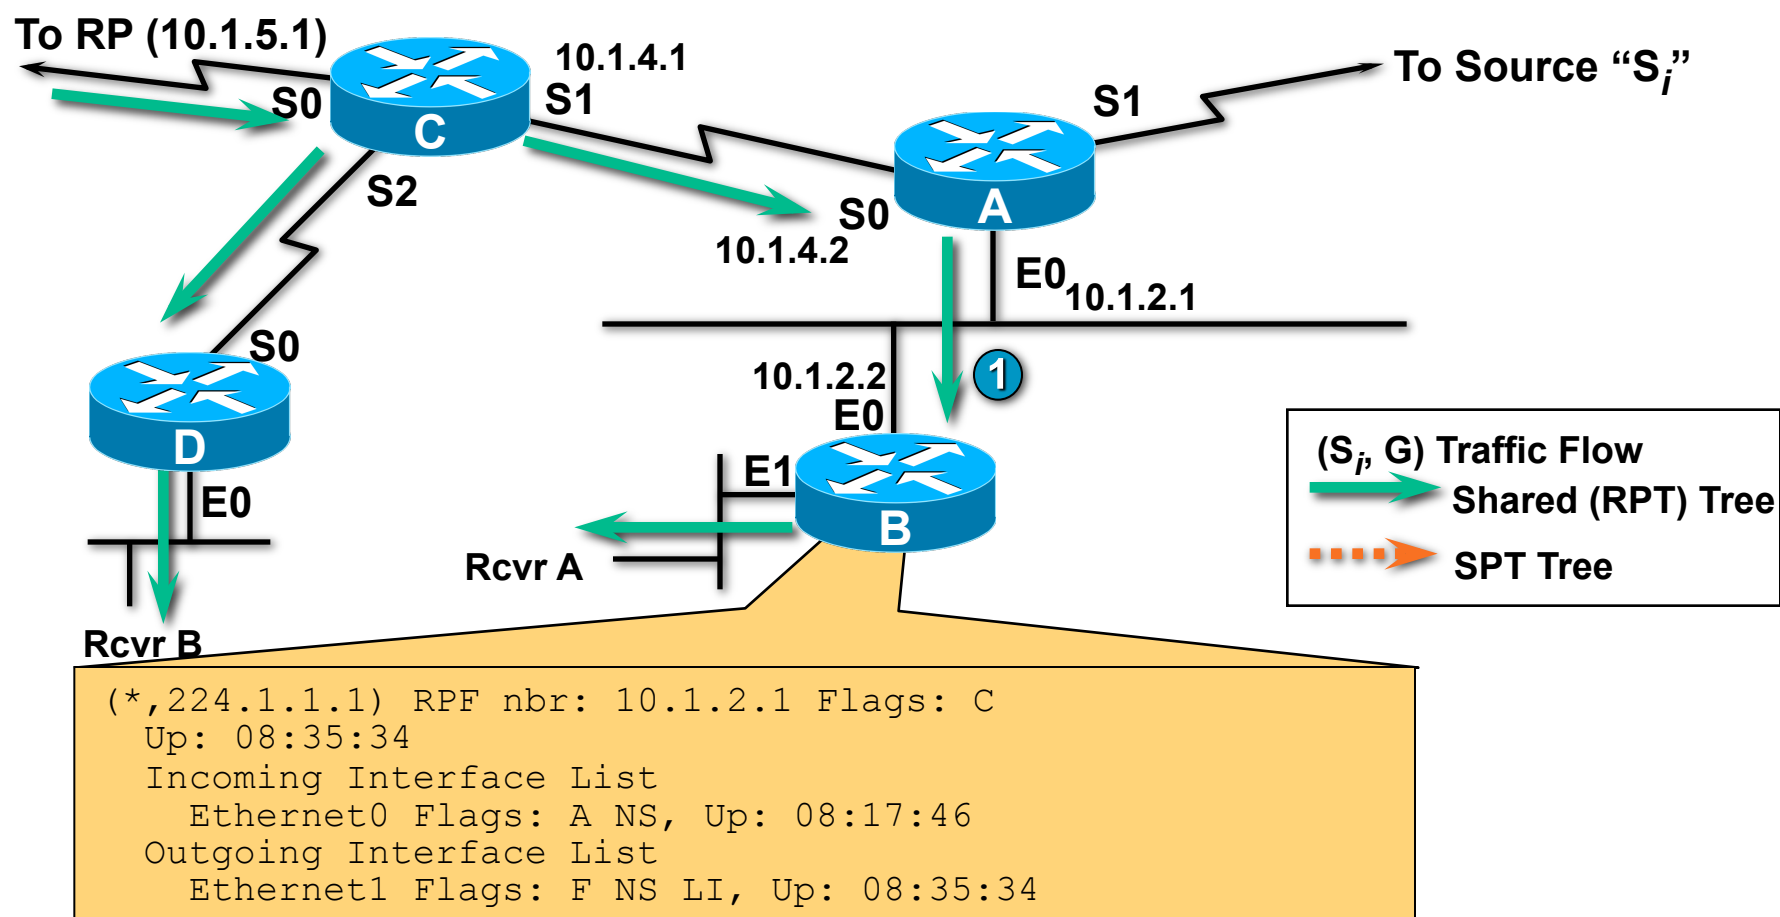 To RP (10.1.5.1)
10.1.4.1
To Source “Si”
S0
C
S1
S1
A
S2
S0
10.1.4.2
E0
10.1.2.1
S0
10.1.2.2
1
E0
D
E1
B
E0
Rcvr A
Rcvr B
(Si, G) Traffic Flow
Shared (RPT) Tree
SPT Tree
(*,224.1.1.1) RPF nbr: 10.1.2.1 Flags: C
Up: 08:35:34
Incoming Interface List
Ethernet0 Flags: A NS, Up: 08:17:46
Outgoing Interface List
Ethernet1 Flags: F NS LI, Up: 08:35:34